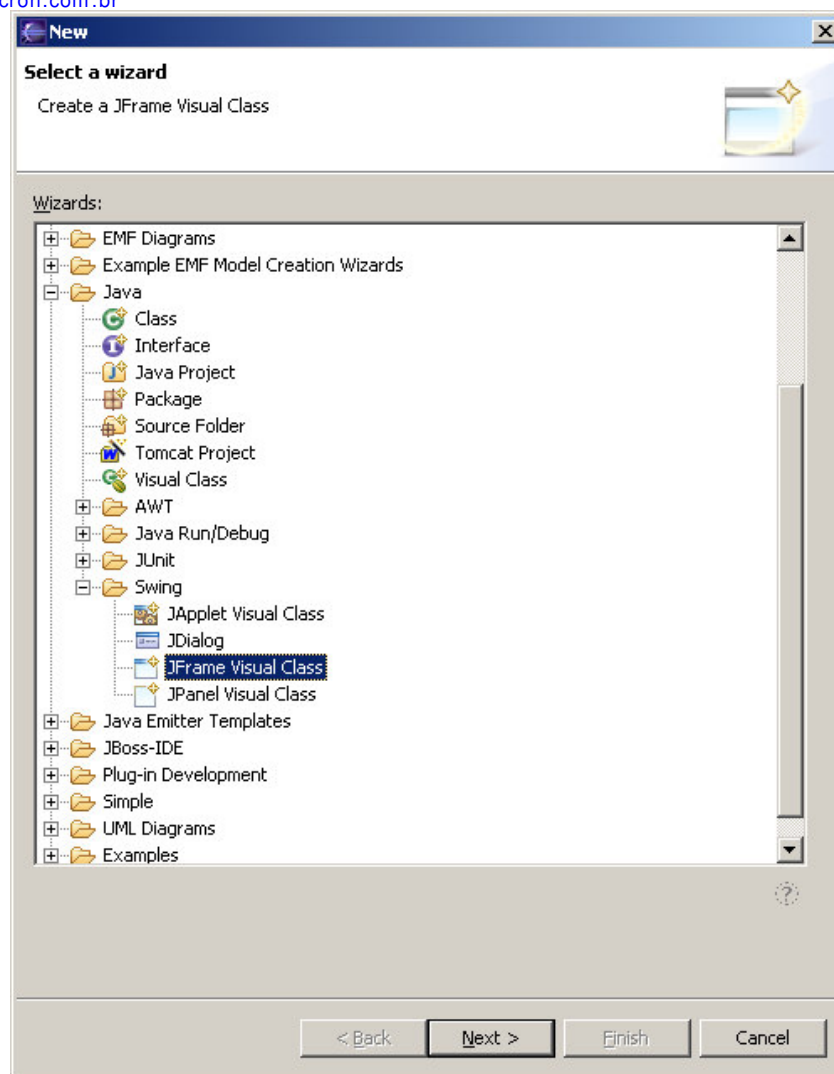 cron.com.br
New
Select a wizard
Create a JFrame Visual Class
Wizards:
EMF Diagrams
Example EMF Model Creation Wizards
Java
Class
Interface
Java Project
Package
Source Folder
Tomcat Project
Visual Class
AWT
Java Run/Debug
JUnit
Swing
JApplet Visual Class
JDialog
JFrame Visual Class
JPanel Visual Class
Java Emitter Templates
JBoss-IDE
Plug-in Development
Simple
UML Diagrams
Examples
< Back Next > Finish Cancel